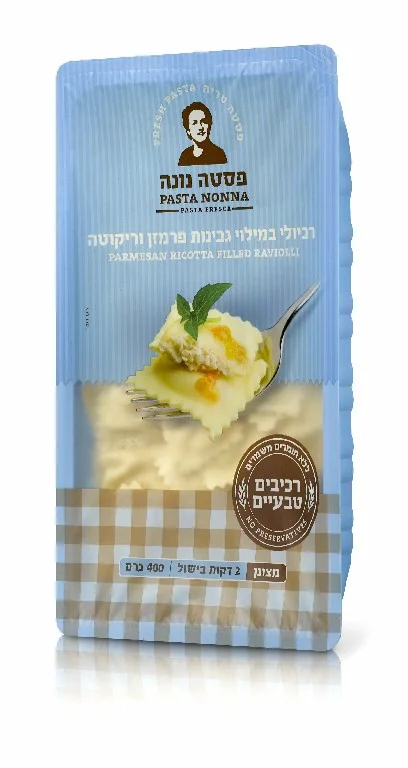 FRESH PASTA פסטה טריה
פסטה נונה
PASTA NONNA
PASTA FRESCA
רביולי במילוי גבינות פרמזן וריקוטה
PARMESAN RICOTTA FILLED RAVIOLLI
ללא חומרים משמרים
רכיבים
טבעיים
NO PRESERVATIVES
מצונן | 2 דקות בישול | 400 גרם